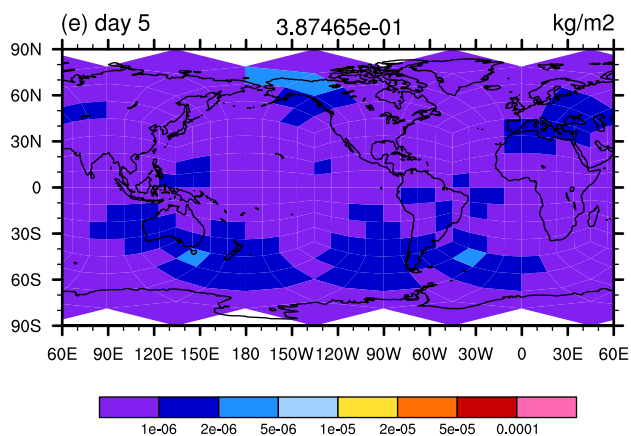 (e) day 5 3.87465e-01 kg/m2
90N
60N
30N
0
30S
60S
90S
60E 90E 120E 150E 180 150W 120W 90W 60W 30W 0 30E 60E
1e-06 2e-06 5e-06 1e-05 2e-05 5e-05 0.0001